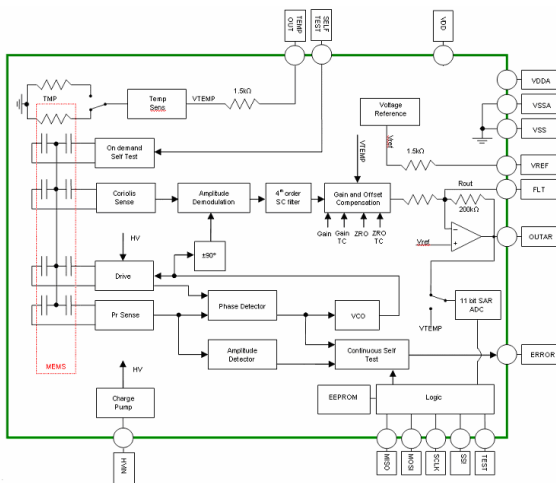 TEMP OUT
SELF TEST
VDD
VDDA
VSSA
VSS
VREF
FLT
OUTAR
ERROR
TMP
Temp Sens.
VTEMP
1.5kΩ
Voltage Reference
Vref
1.5kΩ
VTEMP
On demand Self Test
Coriolis Sense
Amplitude Demodulation
4th order SC filter
Gain and Offset Compensation
Gain
Gain TC
ZRO
ZRO TC
Rout
200kΩ
Vref
-
+
HV
±90°
Drive
Phase Detector
VCO
VTEMP
11 bit SAR ADC
Pr Sense
Amplitude Detector
Continuous Self Test
MEMS
HV
Charge Pump
EEPROM
Logic
HVIN
MISO
MOSI
SCLK
SSI
TEST